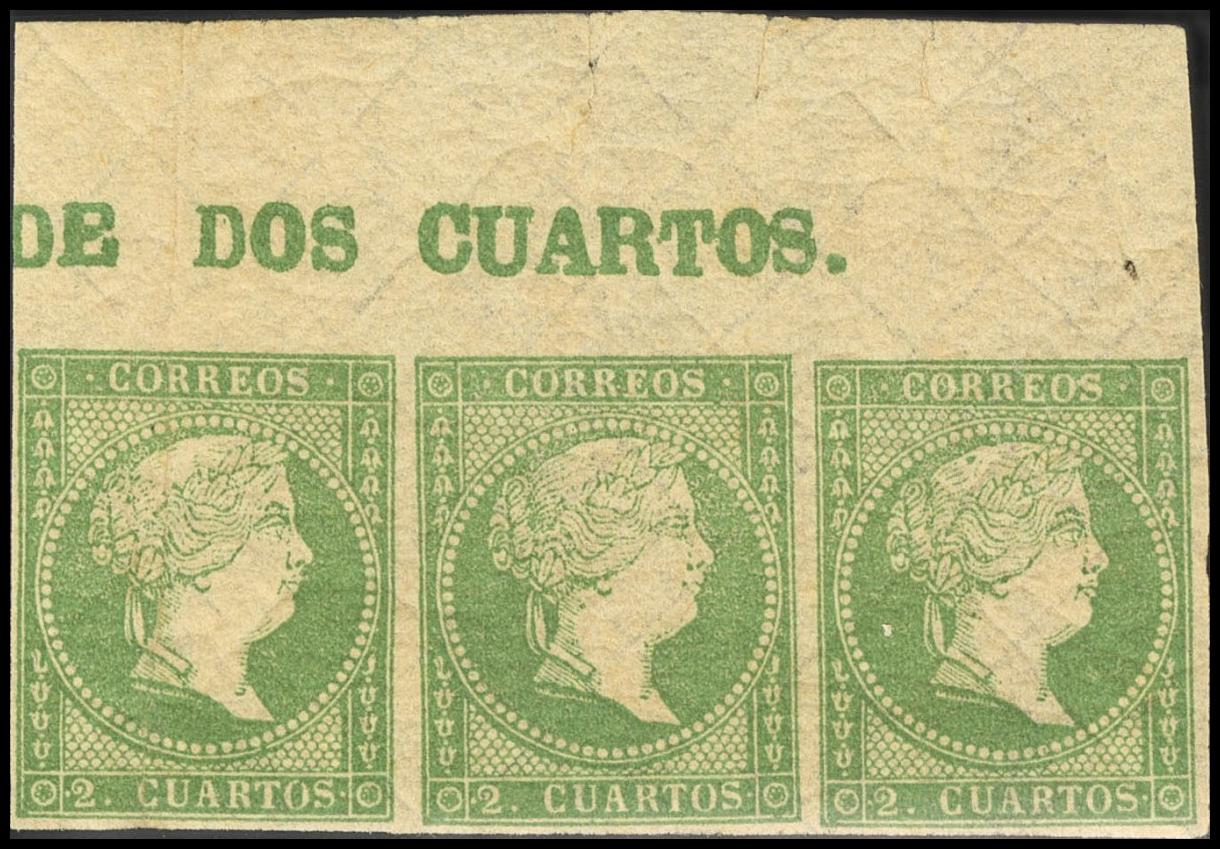 DE DOS CUARTOS.
· CORREOS · · CORREOS · · CORREOS ·
·2. CUARTOS· ·2. CUARTOS· ·2. CUARTOS·